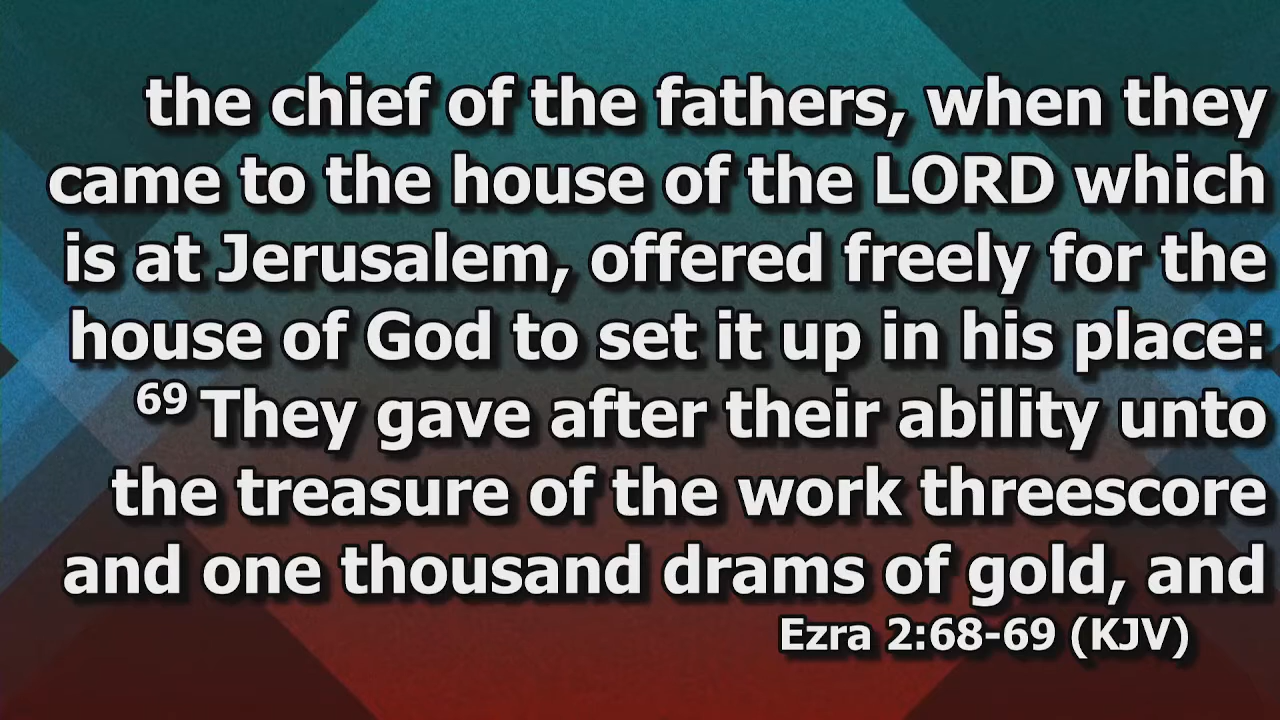 the chief of the fathers, when they
came to the house of the LORD which
is at Jerusalem, offered freely for the
house of God to set it up in his place:
69 They gave after their ability unto
the treasure of the work threescore
and one thousand drams of gold, and
Ezra 2:68-69 (KJV)